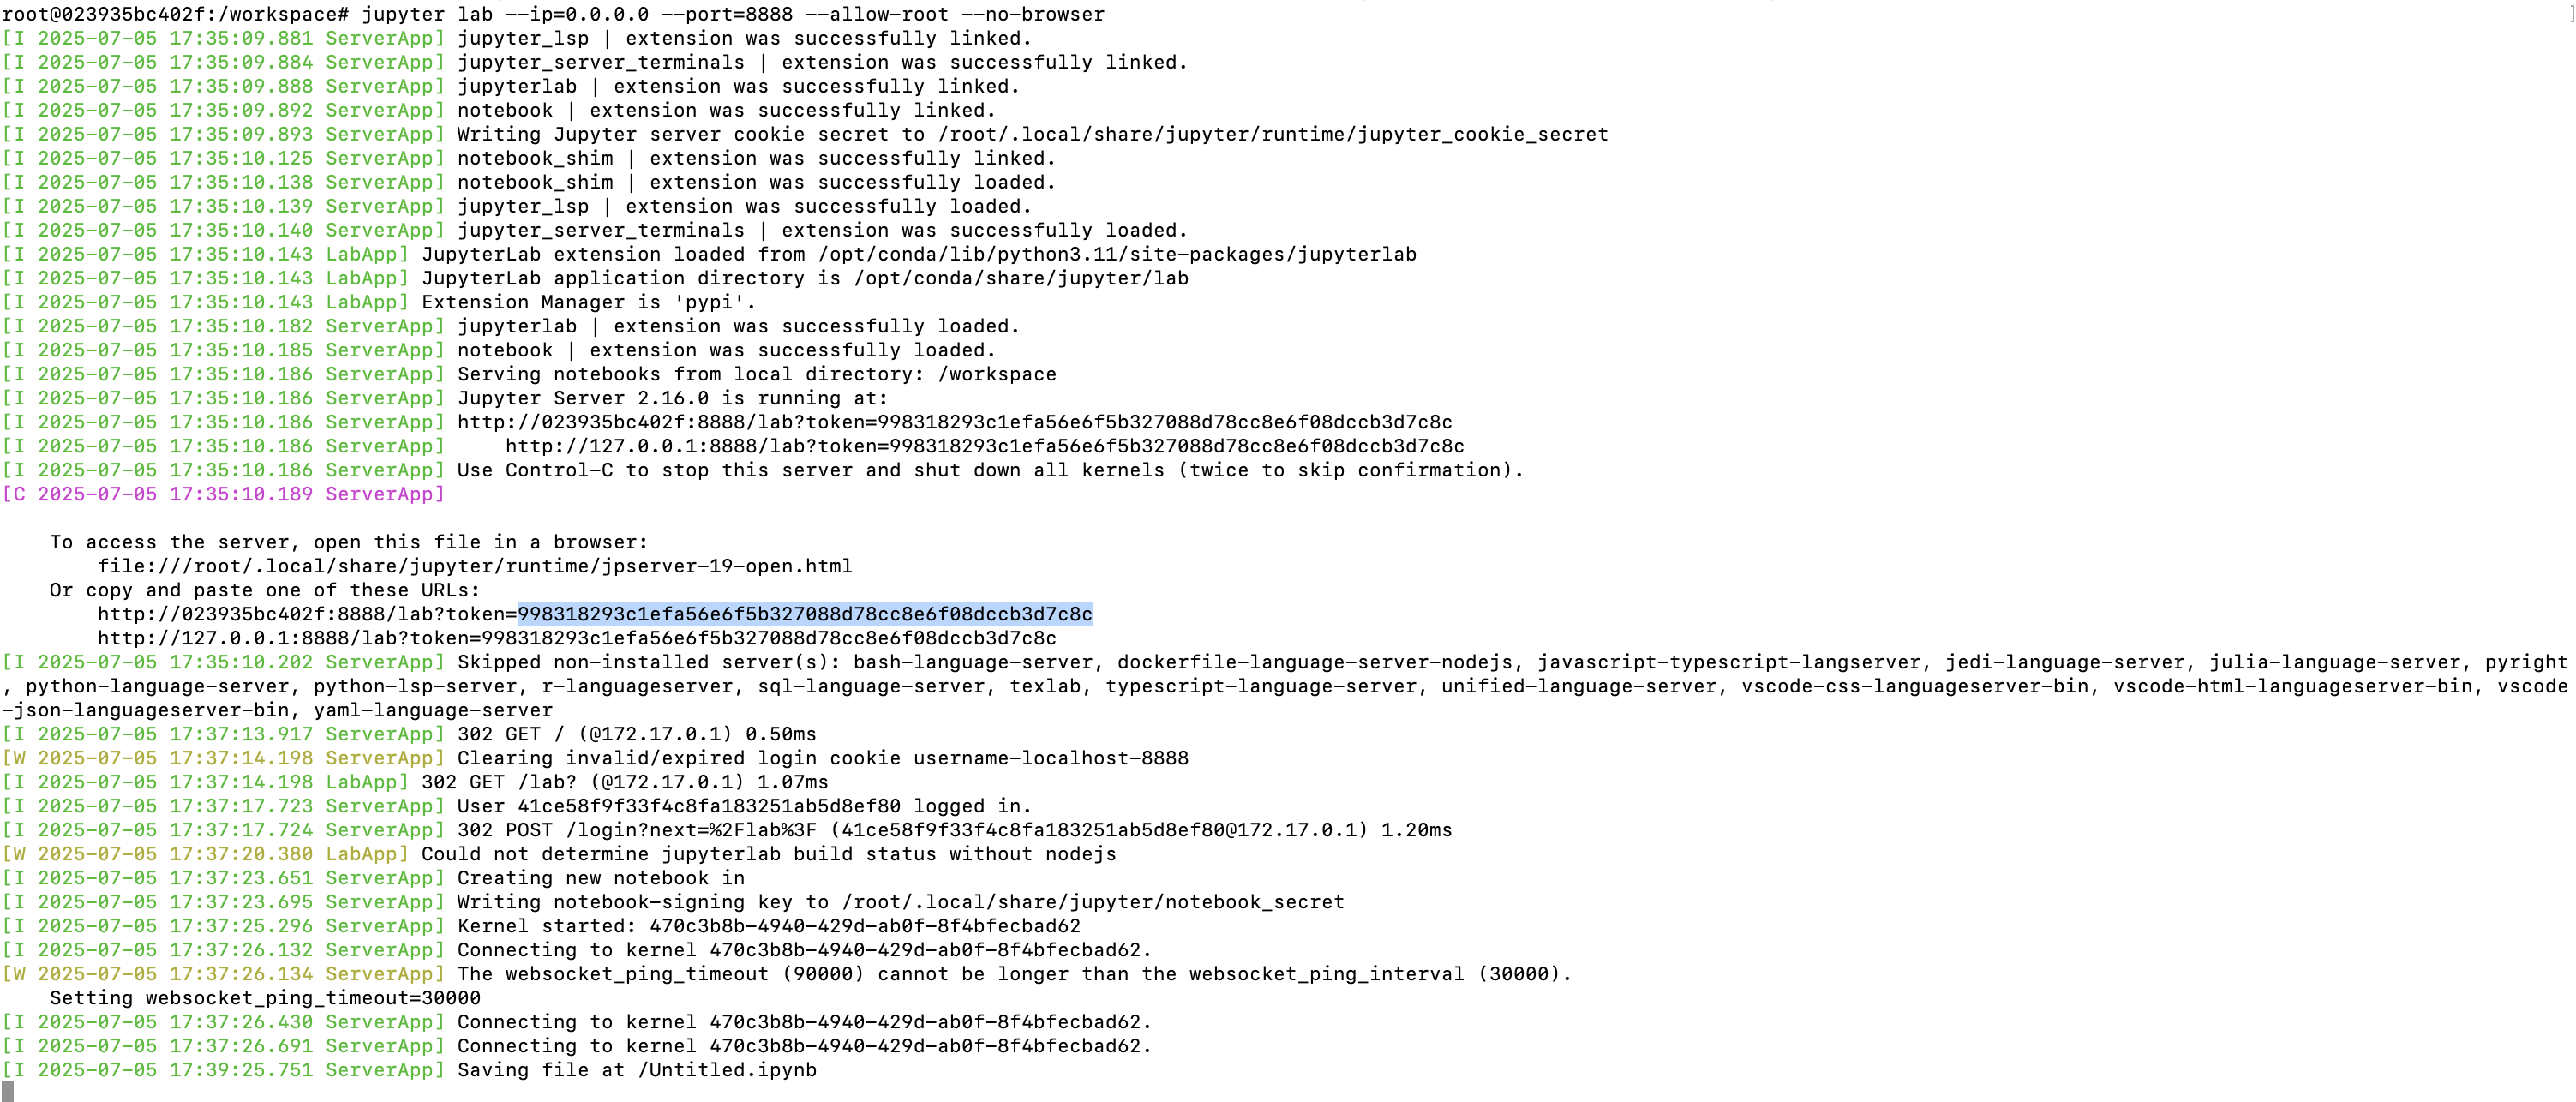 root@023935bc402f:/workspace# jupyter lab --ip=0.0.0.0 --port=8888 --allow-root --no-browser ]
[I 2025-07-05 17:35:09.881 ServerApp] jupyter_lsp | extension was successfully linked.
[I 2025-07-05 17:35:09.884 ServerApp] jupyter_server_terminals | extension was successfully linked.
[I 2025-07-05 17:35:09.888 ServerApp] jupyterlab | extension was successfully linked.
[I 2025-07-05 17:35:09.892 ServerApp] notebook | extension was successfully linked.
[I 2025-07-05 17:35:09.893 ServerApp] Writing Jupyter server cookie secret to /root/.local/share/jupyter/runtime/jupyter_cookie_secret
[I 2025-07-05 17:35:10.125 ServerApp] notebook_shim | extension was successfully linked.
[I 2025-07-05 17:35:10.138 ServerApp] notebook_shim | extension was successfully loaded.
[I 2025-07-05 17:35:10.139 ServerApp] jupyter_lsp | extension was successfully loaded.
[I 2025-07-05 17:35:10.140 ServerApp] jupyter_server_terminals | extension was successfully loaded.
[I 2025-07-05 17:35:10.143 LabApp] JupyterLab extension loaded from /opt/conda/lib/python3.11/site-packages/jupyterlab
[I 2025-07-05 17:35:10.143 LabApp] JupyterLab application directory is /opt/conda/share/jupyter/lab
[I 2025-07-05 17:35:10.143 LabApp] Extension Manager is 'pypi'.
[I 2025-07-05 17:35:10.182 ServerApp] jupyterlab | extension was successfully loaded.
[I 2025-07-05 17:35:10.185 ServerApp] notebook | extension was successfully loaded.
[I 2025-07-05 17:35:10.186 ServerApp] Serving notebooks from local directory: /workspace
[I 2025-07-05 17:35:10.186 ServerApp] Jupyter Server 2.16.0 is running at:
[I 2025-07-05 17:35:10.186 ServerApp] http://023935bc402f:8888/lab?token=998318293c1efa56e6f5b327088d78cc8e6f08dccb3d7c8c
[I 2025-07-05 17:35:10.186 ServerApp]     http://127.0.0.1:8888/lab?token=998318293c1efa56e6f5b327088d78cc8e6f08dccb3d7c8c
[I 2025-07-05 17:35:10.186 ServerApp] Use Control-C to stop this server and shut down all kernels (twice to skip confirmation).
[C 2025-07-05 17:35:10.189 ServerApp]
    To access the server, open this file in a browser:
        file:///root/.local/share/jupyter/runtime/jpserver-19-open.html
    Or copy and paste one of these URLs:
        http://023935bc402f:8888/lab?token=998318293c1efa56e6f5b327088d78cc8e6f08dccb3d7c8c
        http://127.0.0.1:8888/lab?token=998318293c1efa56e6f5b327088d78cc8e6f08dccb3d7c8c
[I 2025-07-05 17:35:10.202 ServerApp] Skipped non-installed server(s): bash-language-server, dockerfile-language-server-nodejs, javascript-typescript-langserver, jedi-language-server, julia-language-server, pyright
, python-language-server, python-lsp-server, r-languageserver, sql-language-server, texlab, typescript-language-server, unified-language-server, vscode-css-languageserver-bin, vscode-html-languageserver-bin, vscode
-json-languageserver-bin, yaml-language-server
[I 2025-07-05 17:37:13.917 ServerApp] 302 GET / (@172.17.0.1) 0.50ms
[W 2025-07-05 17:37:14.198 ServerApp] Clearing invalid/expired login cookie username-localhost-8888
[I 2025-07-05 17:37:14.198 LabApp] 302 GET /lab? (@172.17.0.1) 1.07ms
[I 2025-07-05 17:37:17.723 ServerApp] User 41ce58f9f33f4c8fa183251ab5d8ef80 logged in.
[I 2025-07-05 17:37:17.724 ServerApp] 302 POST /login?next=%2Flab%3F (41ce58f9f33f4c8fa183251ab5d8ef80@172.17.0.1) 1.20ms
[W 2025-07-05 17:37:20.380 LabApp] Could not determine jupyterlab build status without nodejs
[I 2025-07-05 17:37:23.651 ServerApp] Creating new notebook in
[I 2025-07-05 17:37:23.695 ServerApp] Writing notebook-signing key to /root/.local/share/jupyter/notebook_secret
[I 2025-07-05 17:37:25.296 ServerApp] Kernel started: 470c3b8b-4940-429d-ab0f-8f4bfecbad62
[I 2025-07-05 17:37:26.132 ServerApp] Connecting to kernel 470c3b8b-4940-429d-ab0f-8f4bfecbad62.
[W 2025-07-05 17:37:26.134 ServerApp] The websocket_ping_timeout (90000) cannot be longer than the websocket_ping_interval (30000).
    Setting websocket_ping_timeout=30000
[I 2025-07-05 17:37:26.430 ServerApp] Connecting to kernel 470c3b8b-4940-429d-ab0f-8f4bfecbad62.
[I 2025-07-05 17:37:26.691 ServerApp] Connecting to kernel 470c3b8b-4940-429d-ab0f-8f4bfecbad62.
[I 2025-07-05 17:39:25.751 ServerApp] Saving file at /Untitled.ipynb